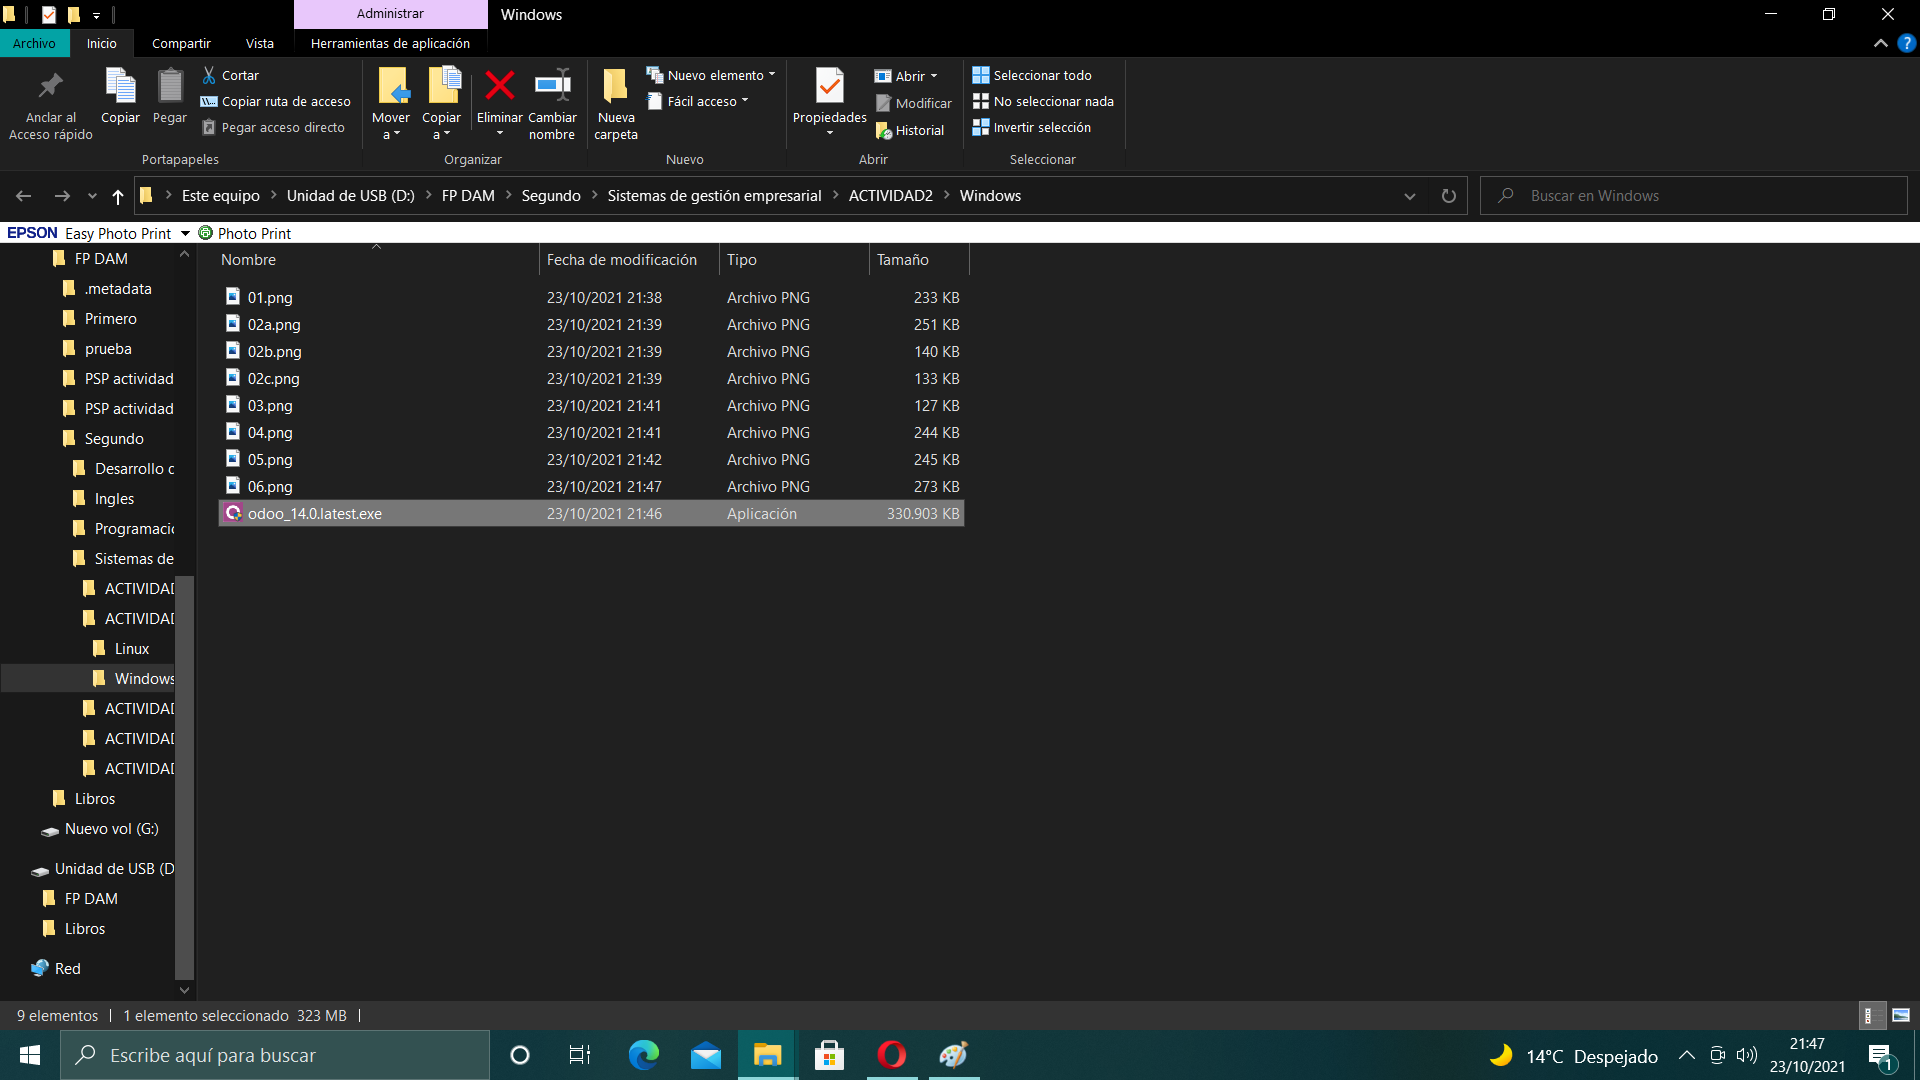 Administrar
Windows
Archivo
Inicio
Compartir
Vista
Herramientas de aplicación
?
Anclar al
Acceso rápido
Copiar
Pegar
Cortar
Copiar ruta de acceso
Pegar acceso directo
Portapapeles
Mover
a
Copiar
a
Eliminar
Cambiar
nombre
Organizar
Nueva
carpeta
Nuevo elemento
Fácil acceso
Nuevo
Propiedades
Abrir
Modificar
Historial
Abrir
Seleccionar todo
No seleccionar nada
Invertir selección
Seleccionar
Este equipo
Unidad de USB (D:)
FP DAM
Segundo
Sistemas de gestión empresarial
ACTIVIDAD2
Windows
Buscar en Windows
EPSON Easy Photo Print
Photo Print
FP DAM
.metadata
Primero
prueba
PSP actividad
PSP actividad
Segundo
Desarrollo d
Ingles
Programacio
Sistemas de
ACTIVIDAD
ACTIVIDAD
Linux
Windows
ACTIVIDAD
ACTIVIDAD
ACTIVIDAD
Libros
Nuevo vol (G:)
Unidad de USB (D
FP DAM
Libros
Red
Nombre Fecha de modificación Tipo Tamaño
01.png 23/10/2021 21:38 Archivo PNG 233 KB
02a.png 23/10/2021 21:39 Archivo PNG 251 KB
02b.png 23/10/2021 21:39 Archivo PNG 140 KB
02c.png 23/10/2021 21:39 Archivo PNG 133 KB
03.png 23/10/2021 21:41 Archivo PNG 127 KB
04.png 23/10/2021 21:41 Archivo PNG 244 KB
05.png 23/10/2021 21:42 Archivo PNG 245 KB
06.png 23/10/2021 21:47 Archivo PNG 273 KB
odoo_14.0.latest.exe 23/10/2021 21:46 Aplicación 330.903 KB
9 elementos
1 elemento seleccionado 323 MB
Escribe aquí para buscar
14°C Despejado
21:47
23/10/2021
1